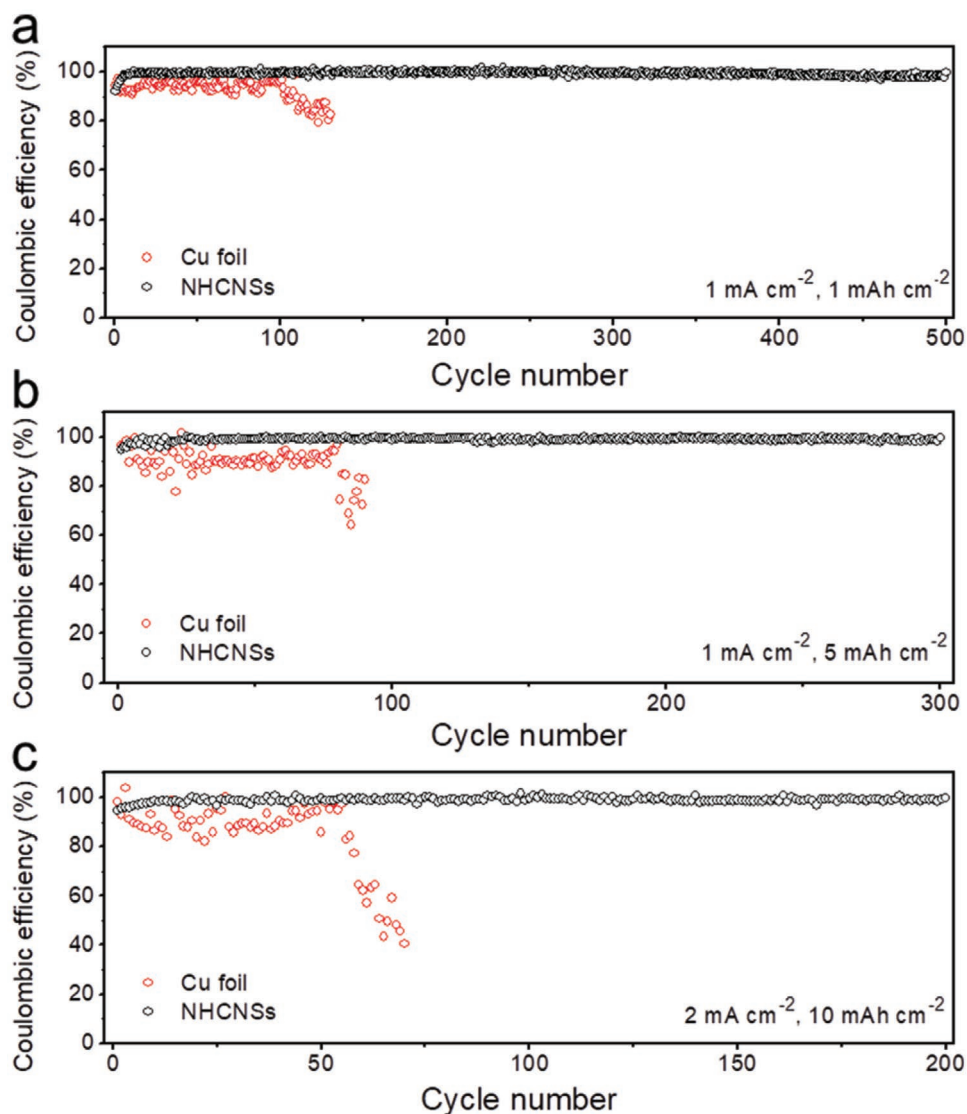 a
Coulombic efficiency (%)
100
80
60
40
20
0
Cu foil
NHCNSs
1 mA cm⁻², 1 mAh cm⁻²
0 100 200 300 400 500
Cycle number
b
Coulombic efficiency (%)
100
80
60
40
20
0
Cu foil
NHCNSs
1 mA cm⁻², 5 mAh cm⁻²
0 100 200 300
Cycle number
c
Coulombic efficiency (%)
100
80
60
40
20
0
Cu foil
NHCNSs
2 mA cm⁻², 10 mAh cm⁻²
0 50 100 150 200
Cycle number